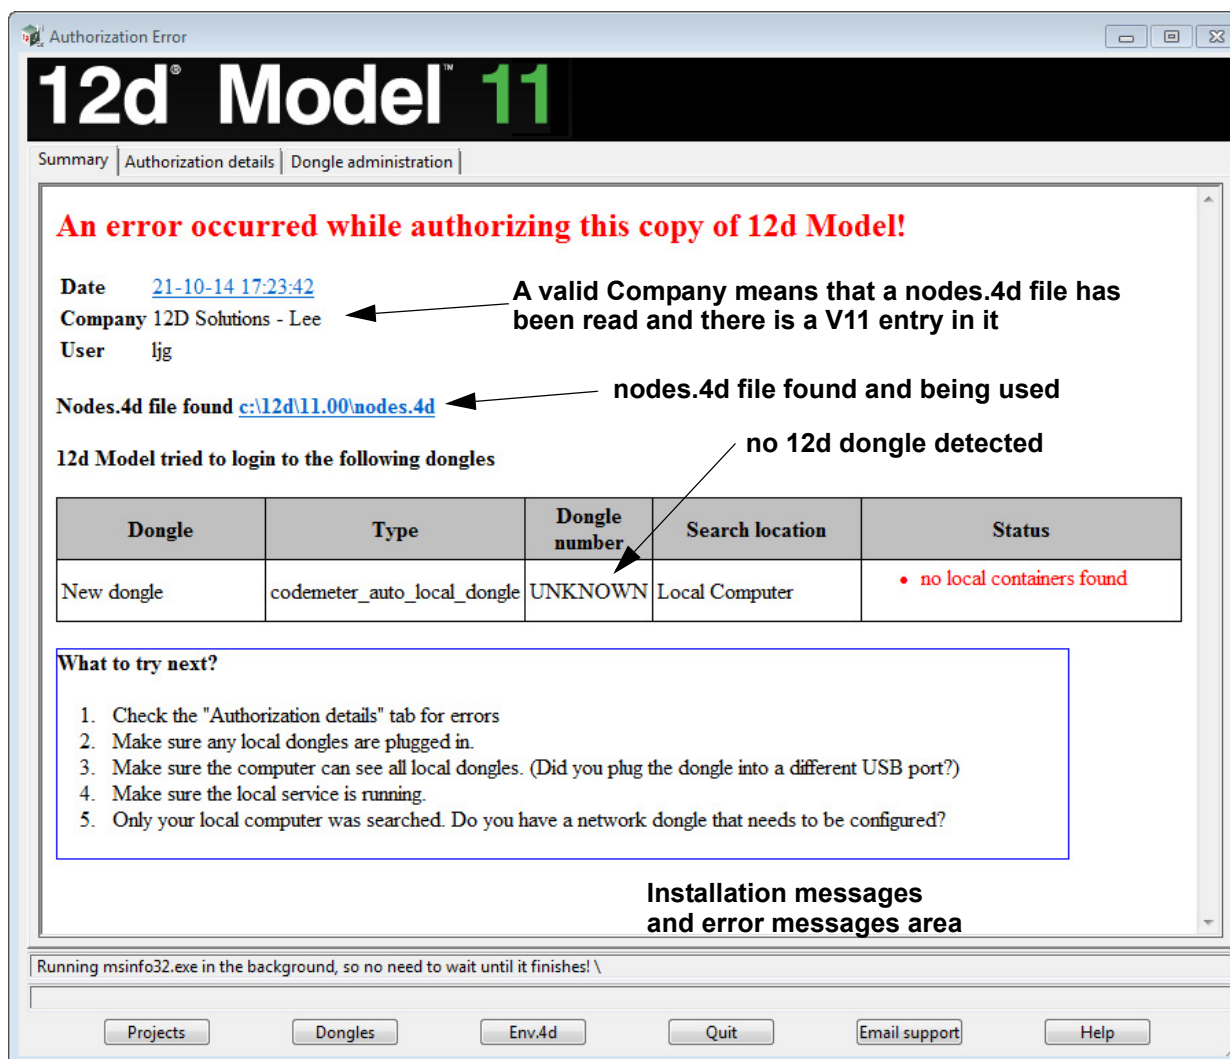 Authorization Error
12d® Model™ 11
Summary Authorization details Dongle administration
An error occurred while authorizing this copy of 12d Model!
Date 21-10-14 17:23:42
Company 12D Solutions - Lee
User ljg
A valid Company means that a nodes.4d file has
been read and there is a V11 entry in it
Nodes.4d file found c:\12d\11.00\nodes.4d
nodes.4d file found and being used
12d Model tried to login to the following dongles
no 12d dongle detected
Dongle Type Dongle number Search location Status
New dongle codemeter_auto_local_dongle UNKNOWN Local Computer • no local containers found
What to try next?
1. Check the "Authorization details" tab for errors
2. Make sure any local dongles are plugged in.
3. Make sure the computer can see all local dongles. (Did you plug the dongle into a different USB port?)
4. Make sure the local service is running.
5. Only your local computer was searched. Do you have a network dongle that needs to be configured?
Installation messages
and error messages area
Running msinfo32.exe in the background, so no need to wait until it finishes! \
Projects Dongles Env.4d Quit Email support Help